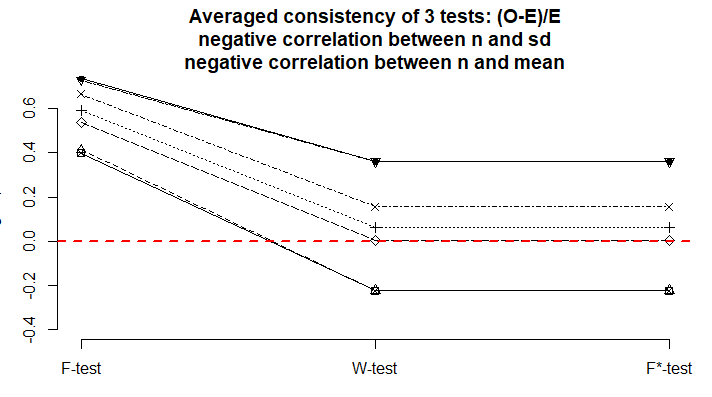 Averaged consistency of 3 tests: (O-E)/E
negative correlation between n and sd
negative correlation between n and mean
0.6
0.4
0.2
0.0
-0.2
-0.4
F-test W-test F*-test